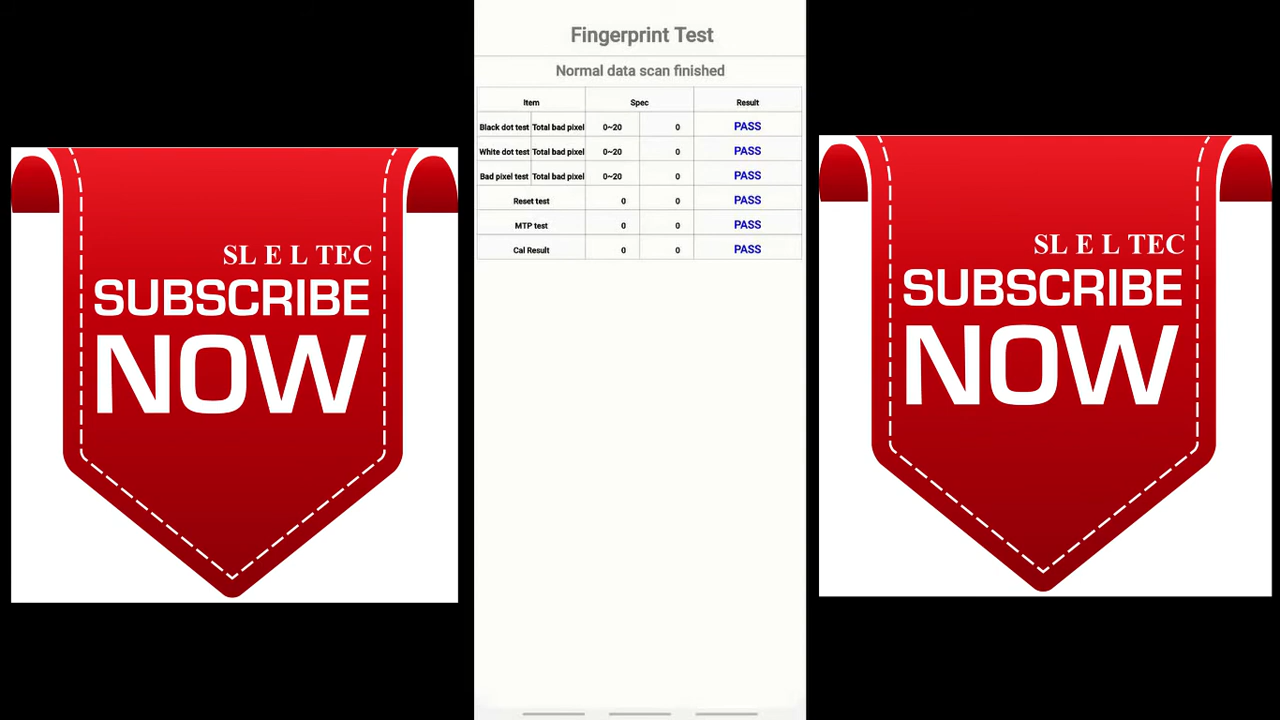 Fingerprint Test
Normal data scan finished
Item Spec Result
Black dot test Total bad pixel 0~20 0 PASS
White dot test Total bad pixel 0~20 0 PASS
Bad pixel test Total bad pixel 0~20 0 PASS
Reset test 0 0 PASS
MTP test 0 0 PASS
Cal Result 0 0 PASS
SL E L TEC
SUBSCRIBE
NOW
SL E L TEC
SUBSCRIBE
NOW